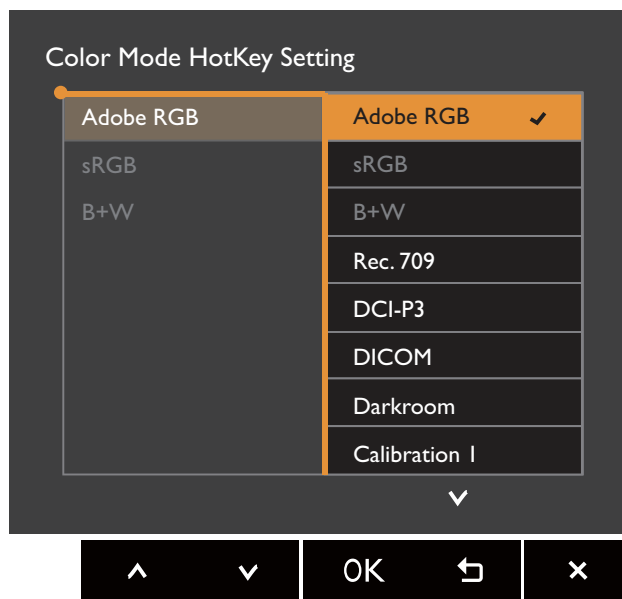 Color Mode HotKey Setting
Adobe RGB
sRGB
B+W
Adobe RGB
sRGB
B+W
Rec. 709
DCI-P3
DICOM
Darkroom
Calibration 1
OK